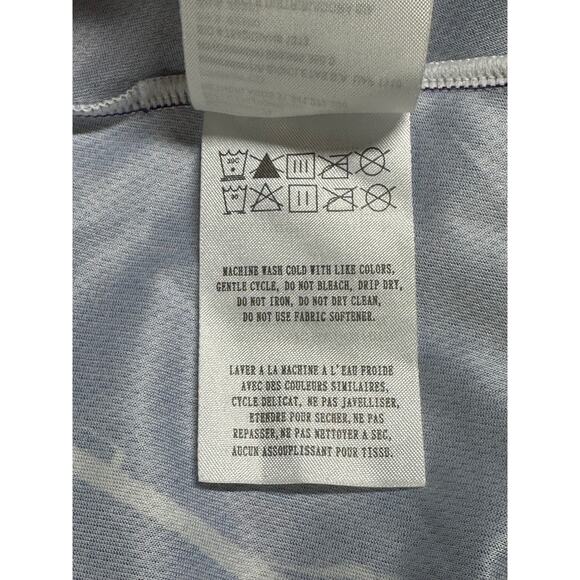 30C
30
MACHINE WASH COLD WITH LIKE COLORS,
GENTLE CYCLE, DO NOT BLEACH, DRIP DRY,
DO NOT IRON, DO NOT DRY CLEAN,
DO NOT USE FABRIC SOFTENER.
LAVER A LA MACHINE A L'EAU FROIDE
AVEC DES COULEURS SIMILAIRES,
CYCLE DELICAT, NE PAS JAVELLISER,
ETENDRE POUR SECHER, NE PAS
REPASSER, NE PAS NETTOYER A SEC,
AUCUN ASSOUPLISSANT POUR TISSU.